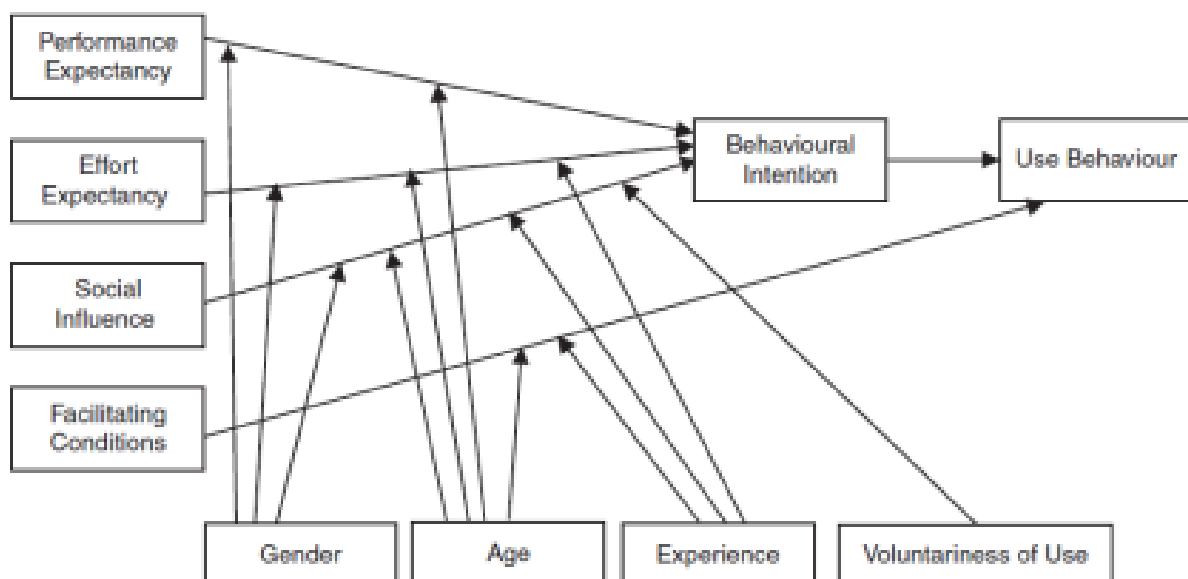 Performance
Expectancy
Effort
Expectancy
Social
Influence
Facilitating
Conditions
Behavioural
Intention
Use Behaviour
Gender
Age
Experience
Voluntariness of Use